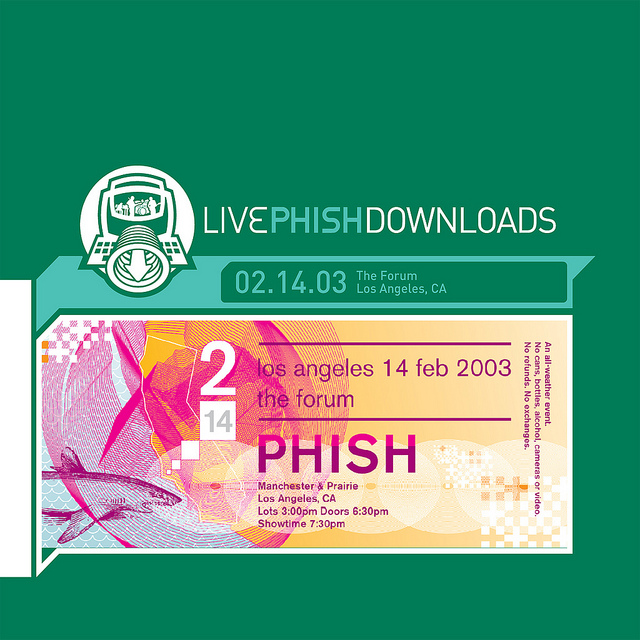 LIVEPHISHDOWNLOADS
02.14.03
The Forum
Los Angeles, CA
2
14
los angeles 14 feb 2003
the forum
PHISH
Manchester & Prairie
Los Angeles, CA
Lots 3:00pm Doors 6:30pm
Showtime 7:30pm
An all-weather event.
No cans, bottles, alcohol, cameras or video.
No refunds. No exchanges.